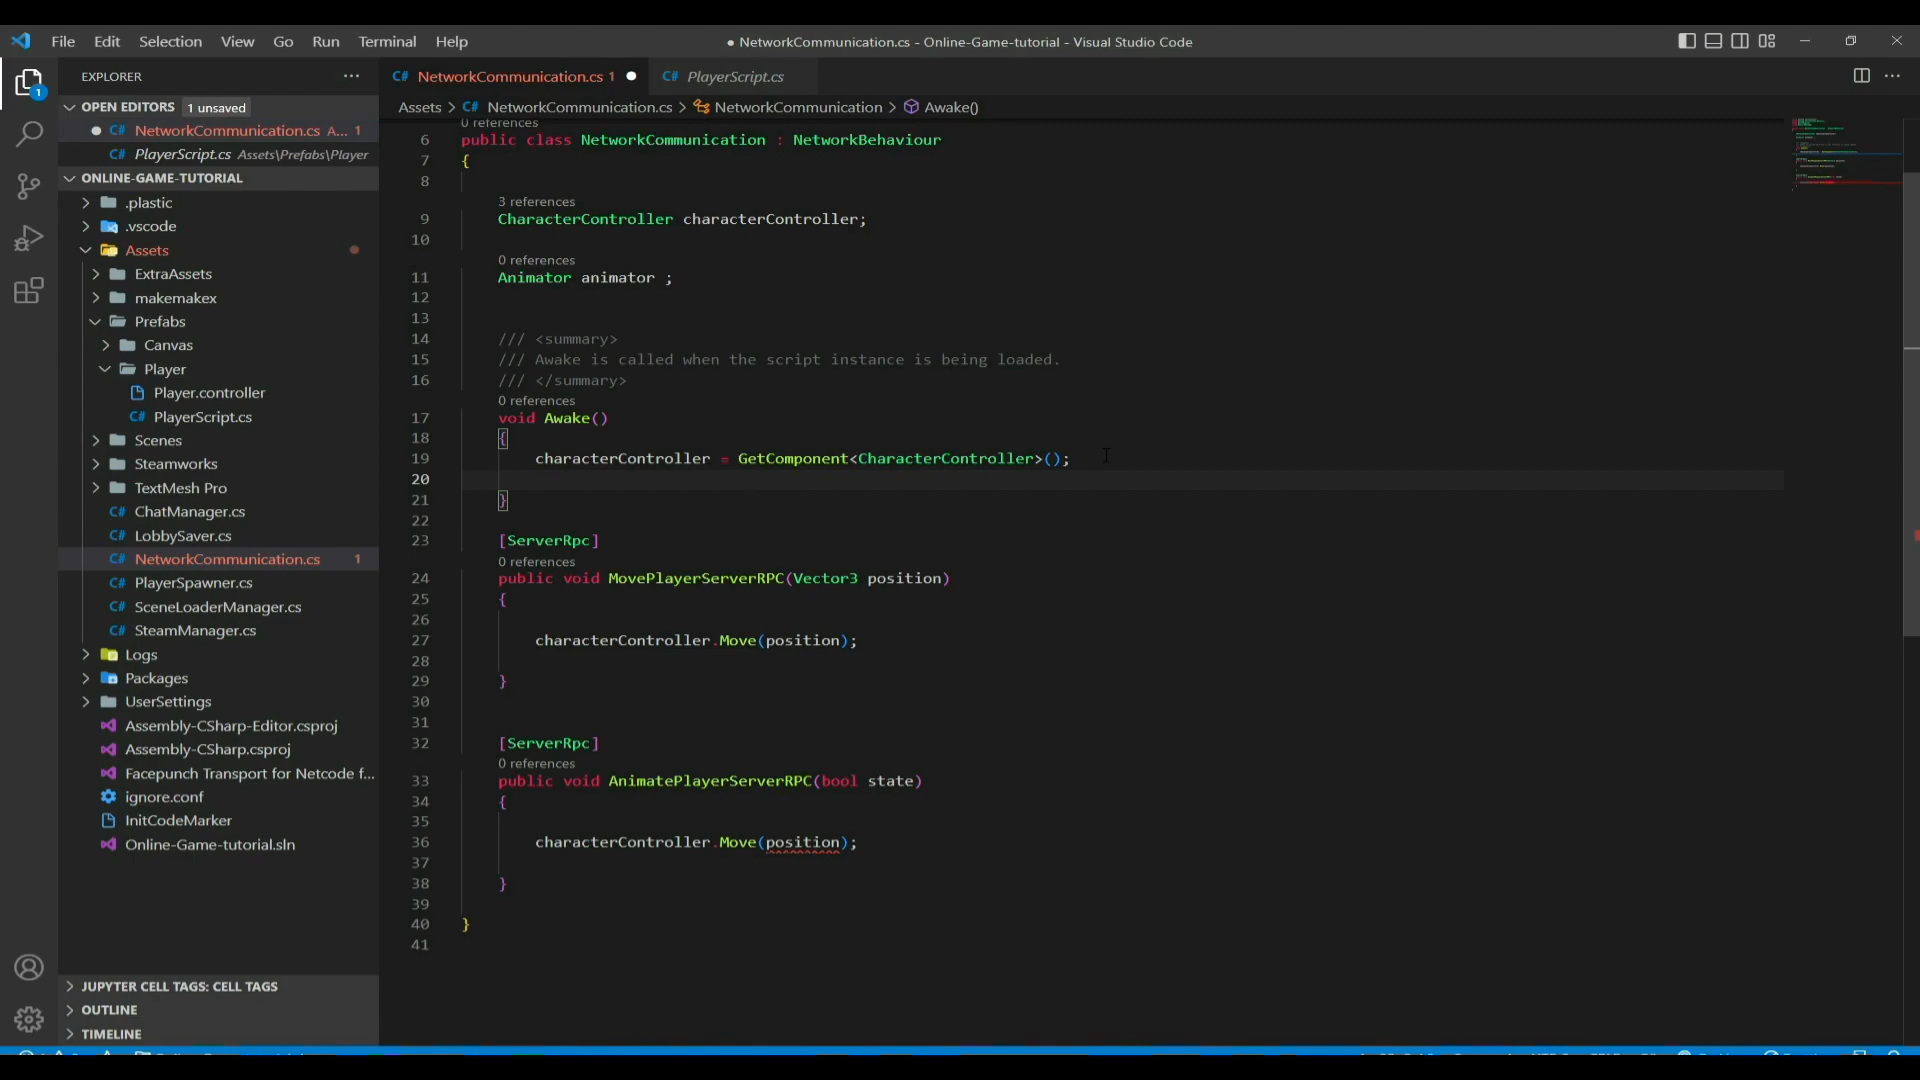 File Edit Selection View Go Run Terminal Help
● NetworkCommunication.cs - Online-Game-tutorial - Visual Studio Code
EXPLORER
1
OPEN EDITORS 1 unsaved
C# NetworkCommunication.cs A... 1
C# PlayerScript.cs Assets\Prefabs\Player
ONLINE-GAME-TUTORIAL
.plastic
.vscode
Assets
ExtraAssets
makemakex
Prefabs
Canvas
Player
Player.controller
C# PlayerScript.cs
Scenes
Steamworks
TextMesh Pro
C# ChatManager.cs
C# LobbySaver.cs
C# NetworkCommunication.cs 1
C# PlayerSpawner.cs
C# SceneLoaderManager.cs
C# SteamManager.cs
Logs
Packages
UserSettings
Assembly-CSharp-Editor.csproj
Assembly-CSharp.csproj
Facepunch Transport for Netcode f...
ignore.conf
InitCodeMarker
Online-Game-tutorial.sln
JUPYTER CELL TAGS: CELL TAGS
OUTLINE
TIMELINE
C# NetworkCommunication.cs 1 ● C# PlayerScript.cs
Assets > C# NetworkCommunication.cs > NetworkCommunication > Awake()
0 references
6 public class NetworkCommunication : NetworkBehaviour
7 {
8
3 references
9 CharacterController characterController;
10
0 references
11 Animator animator ;
12
13
14 /// <summary>
15 /// Awake is called when the script instance is being loaded.
16 /// </summary>
0 references
17 void Awake()
18 {
19 characterController = GetComponent<CharacterController>();
20
21 }
22
23 [ServerRpc]
0 references
24 public void MovePlayerServerRPC(Vector3 position)
25 {
26
27 characterController.Move(position);
28
29 }
30
31
32 [ServerRpc]
0 references
33 public void AnimatePlayerServerRPC(bool state)
34 {
35
36 characterController.Move(position);
37
38 }
39
40 }
41